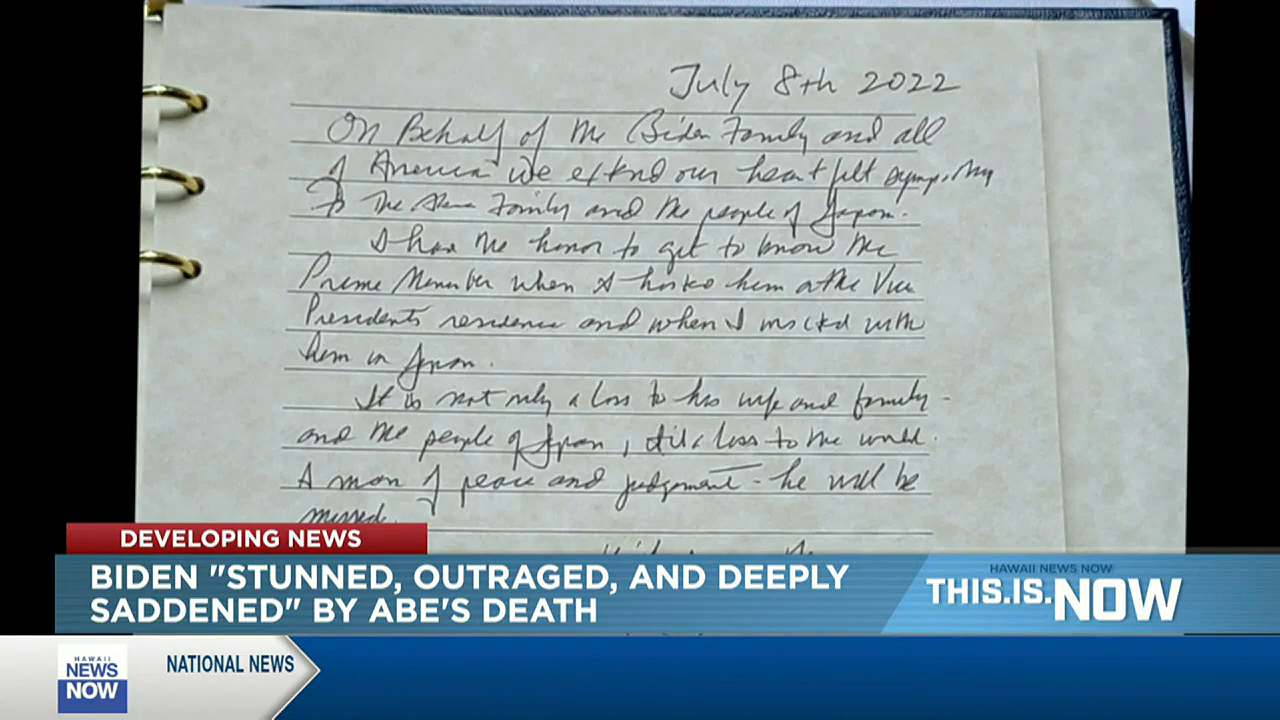 July 8th 2022
On Behalf of the Biden Family and all
of America we extend our heartfelt sympathy
To the Family and the people of Japan.
I had the honor to get to know the
Prime when I hosted him at the Vice
Presidents residence and when I with
him in Japan.
It is not only a loss to his wife and family -
and the people of Japan, a loss to the world.
A man of peace and judgement - he will be
missed.
DEVELOPING NEWS
BIDEN "STUNNED, OUTRAGED, AND DEEPLY
SADDENED" BY ABE'S DEATH
HAWAII NEWS NOW
THIS.IS.NOW
HAWAII
NEWS
NOW
NATIONAL NEWS